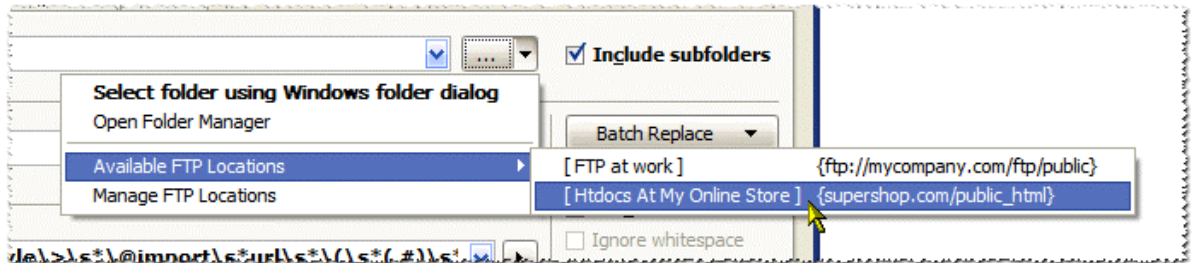 ...
Include subfolders
Select folder using Windows folder dialog
Open Folder Manager
Batch Replace
Available FTP Locations
[ FTP at work ] {ftp://mycompany.com/ftp/public}
Manage FTP Locations
[ Htdocs At My Online Store ] {supershop.com/public_html}
Ignore whitespace